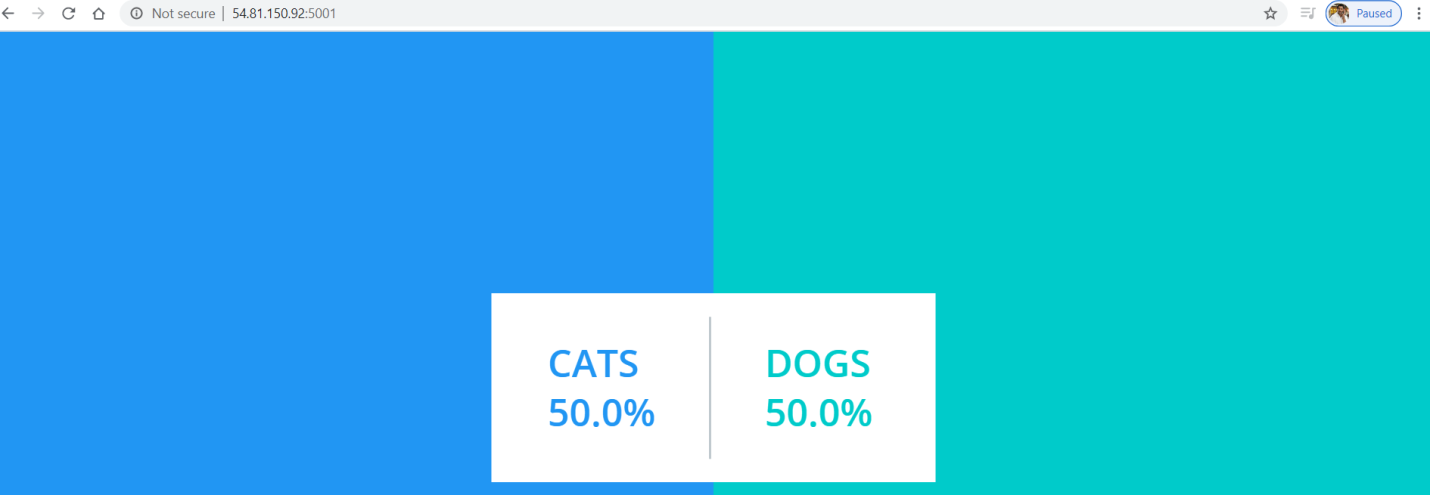 Not secure | 54.81.150.92:5001
Paused
CATS
50.0%
DOGS
50.0%